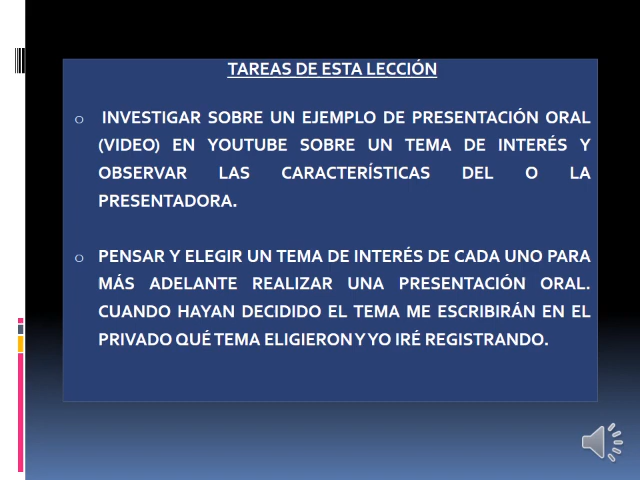 TAREAS DE ESTA LECCIÓN
o INVESTIGAR SOBRE UN EJEMPLO DE PRESENTACIÓN ORAL
(VIDEO) EN YOUTUBE SOBRE UN TEMA DE INTERÉS Y
OBSERVAR LAS CARACTERÍSTICAS DEL O LA
PRESENTADORA.
o PENSAR Y ELEGIR UN TEMA DE INTERÉS DE CADA UNO PARA
MÁS ADELANTE REALIZAR UNA PRESENTACIÓN ORAL.
CUANDO HAYAN DECIDIDO EL TEMA ME ESCRIBIRÁN EN EL
PRIVADO QUÉ TEMA ELIGIERON Y YO IRÉ REGISTRANDO.